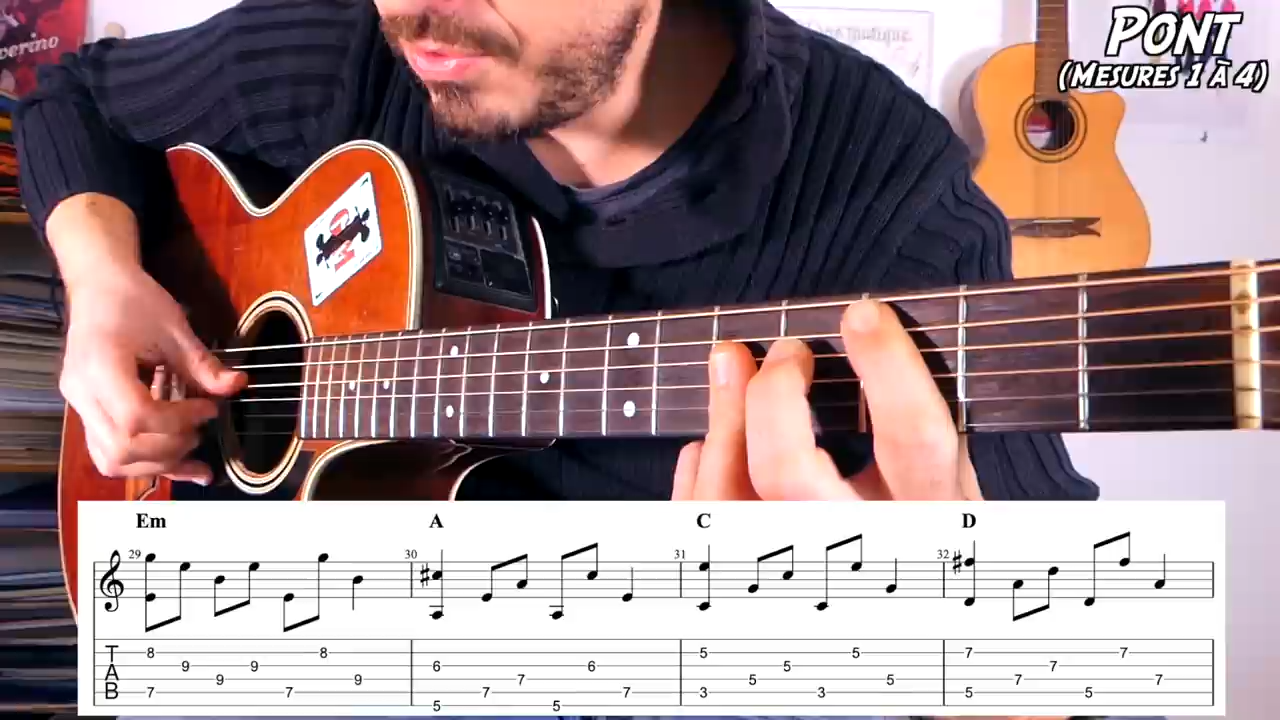 verino
PONT
(MESURES 1 À 4)
Em A C D
29 30 31 32
T
A
B
8 8 5 5 7 7
9 9 6 6 5 7
9 9 7 5 5 7 7
7 7 7 7 3 3 5 5
5 5